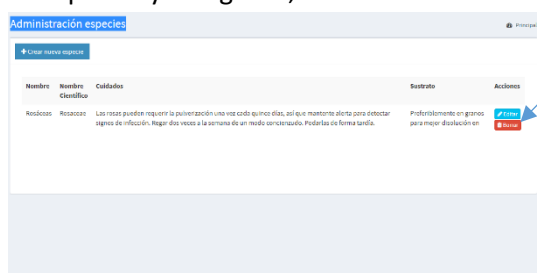 Administración especies
Principal
Crear nueva especie
Nombre
Nombre Científico
Cuidados
Sustrato
Acciones
Rosáceas
Rosaceae
Las rosas pueden requerir la pulverización una vez cada quince días, así que mantente alerta para detectar
signos de infección. Regar dos veces a la semana de un modo concienzudo. Podarlas de forma tardía.
Preferiblemente en granos
para mejor disolución en
Editar
Borrar